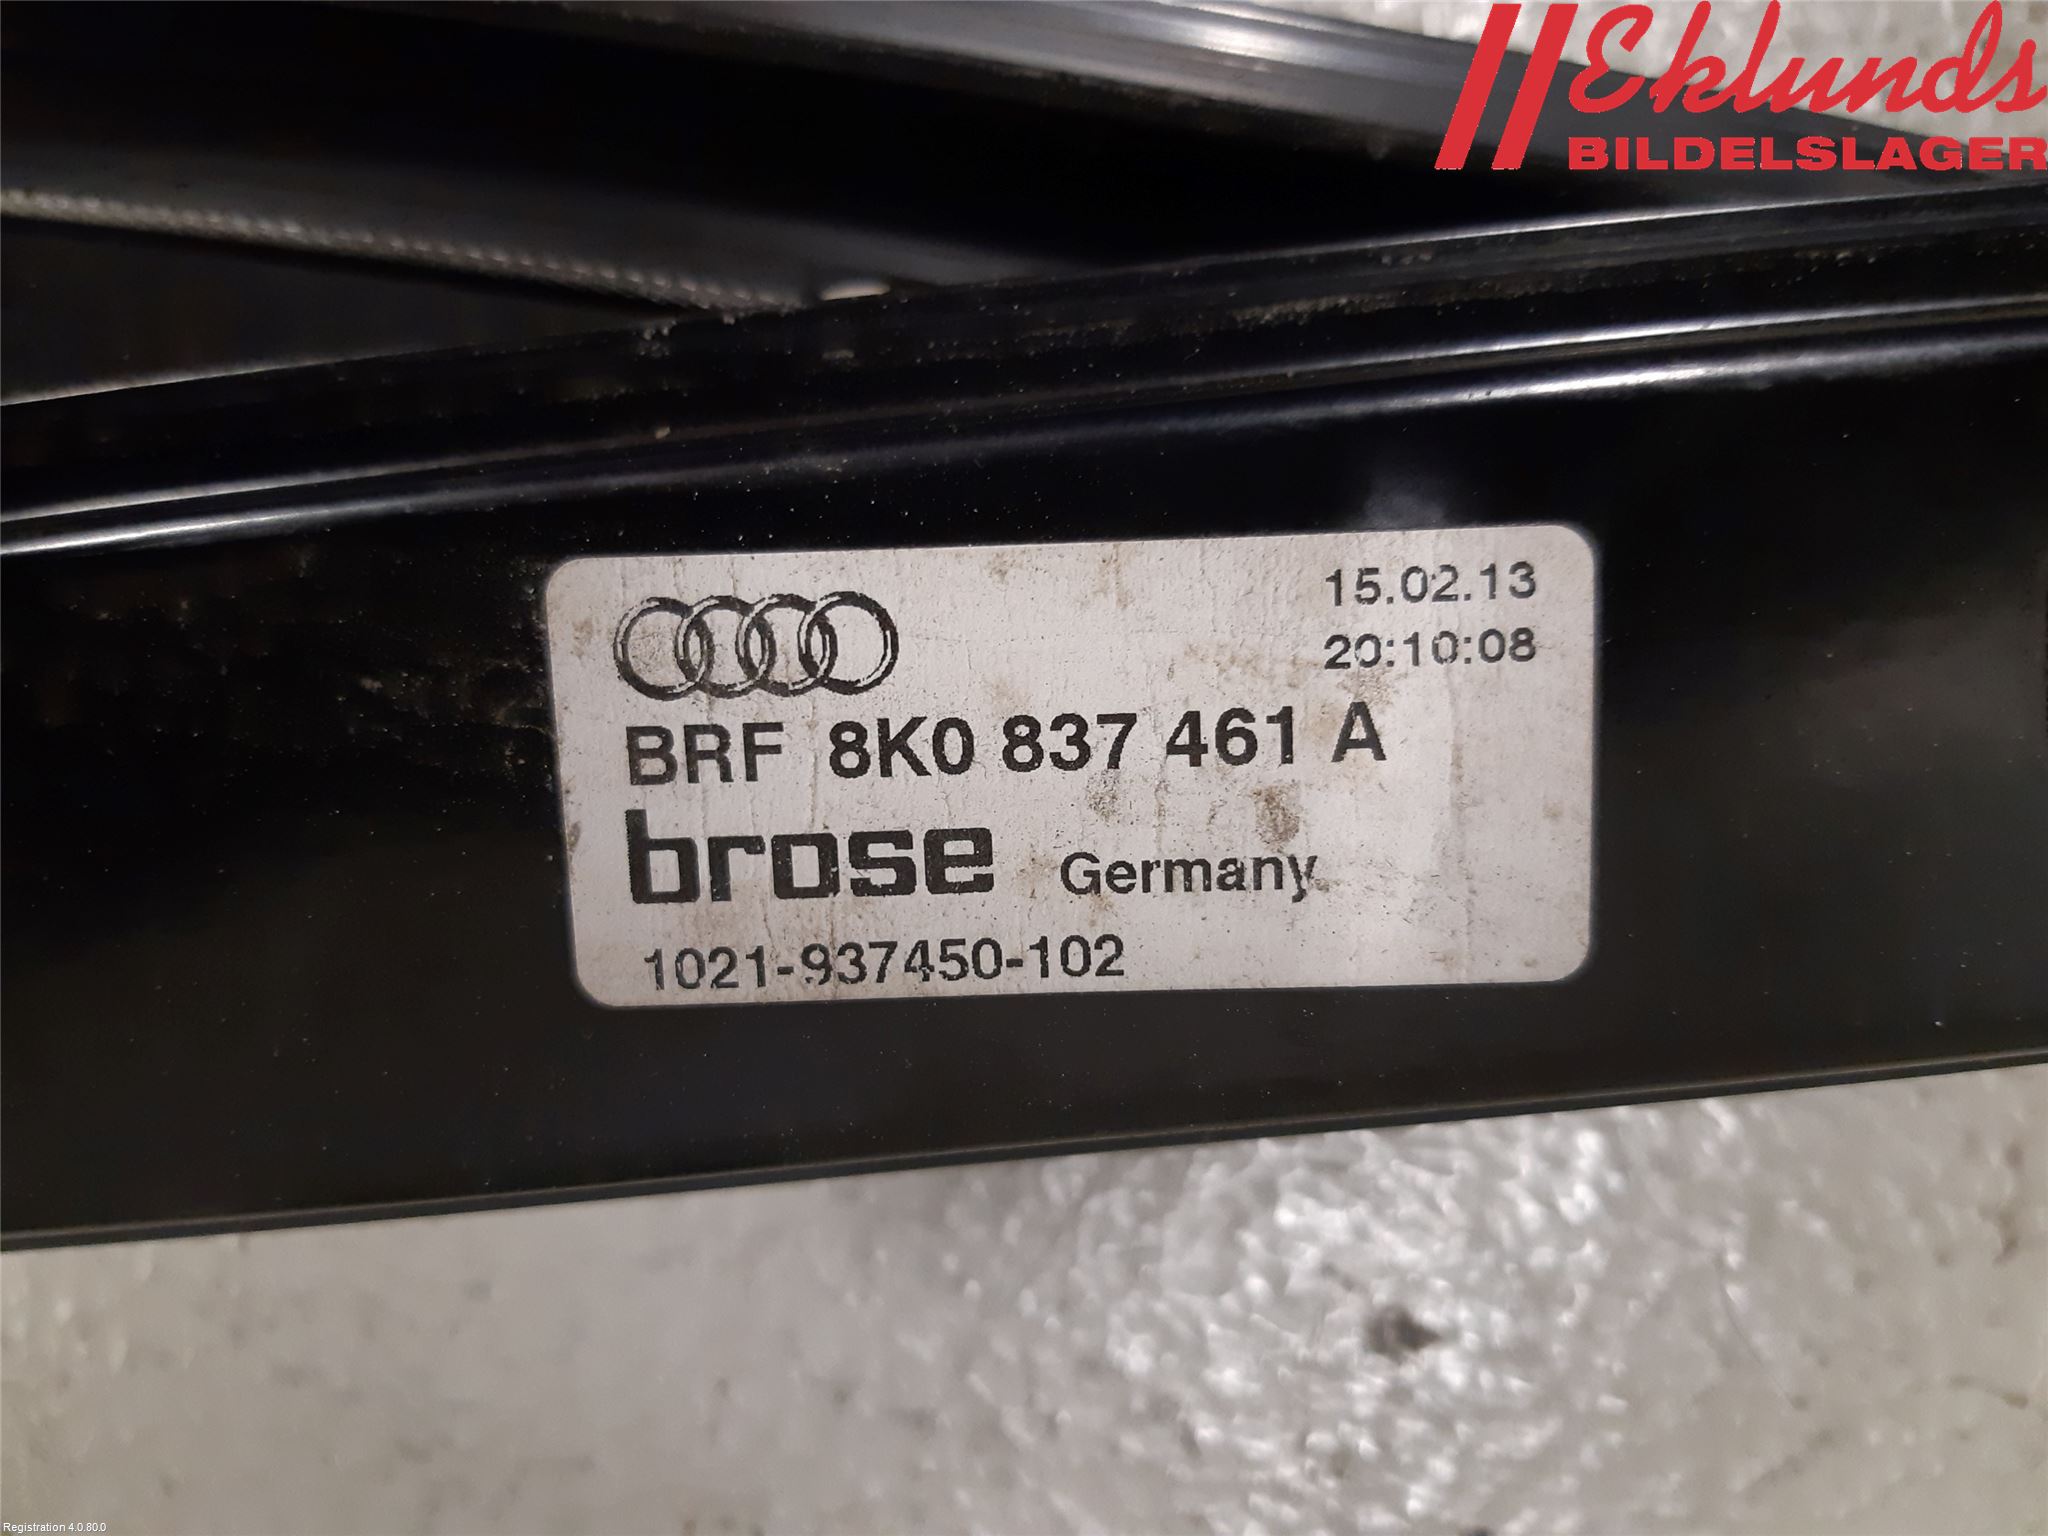 Eklunds
BILDELSLAGER
15.02.13
20:10:08
BRF 8K0 837 461 A
brose Germany
1021-937450-102
Registration 4.0.80.0